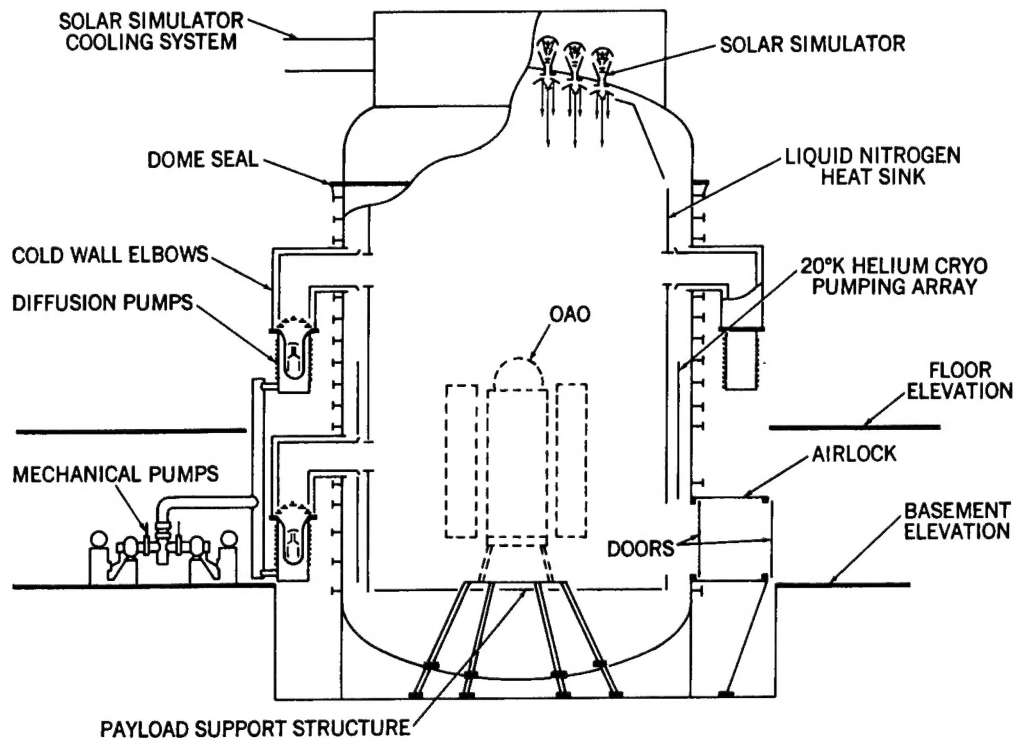 SOLAR SIMULATOR
COOLING SYSTEM
SOLAR SIMULATOR
DOME SEAL
LIQUID NITROGEN
HEAT SINK
COLD WALL ELBOWS
20°K HELIUM CRYO
PUMPING ARRAY
DIFFUSION PUMPS
OAO
FLOOR
ELEVATION
AIRLOCK
MECHANICAL PUMPS
BASEMENT
ELEVATION
DOORS
PAYLOAD SUPPORT STRUCTURE